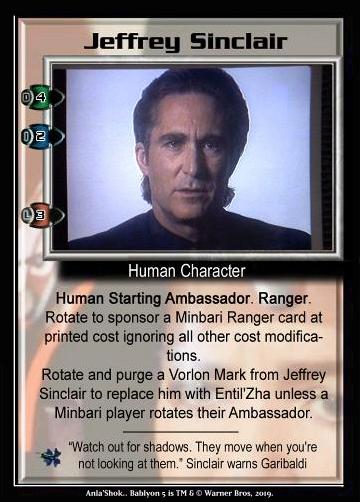 Jeffrey Sinclair
D 4
I 2
L 3
Human Character
Human Starting Ambassador. Ranger.
Rotate to sponsor a Minbari Ranger card at
printed cost ignoring all other cost modifica-
tions.
Rotate and purge a Vorlon Mark from Jeffrey
Sinclair to replace him with Entil'Zha unless a
Minbari player rotates their Ambassador.
"Watch out for shadows. They move when you're
not looking at them." Sinclair warns Garibaldi
Anla'Shok.. Bablyon 5 is TM & © Warner Bros, 2019.